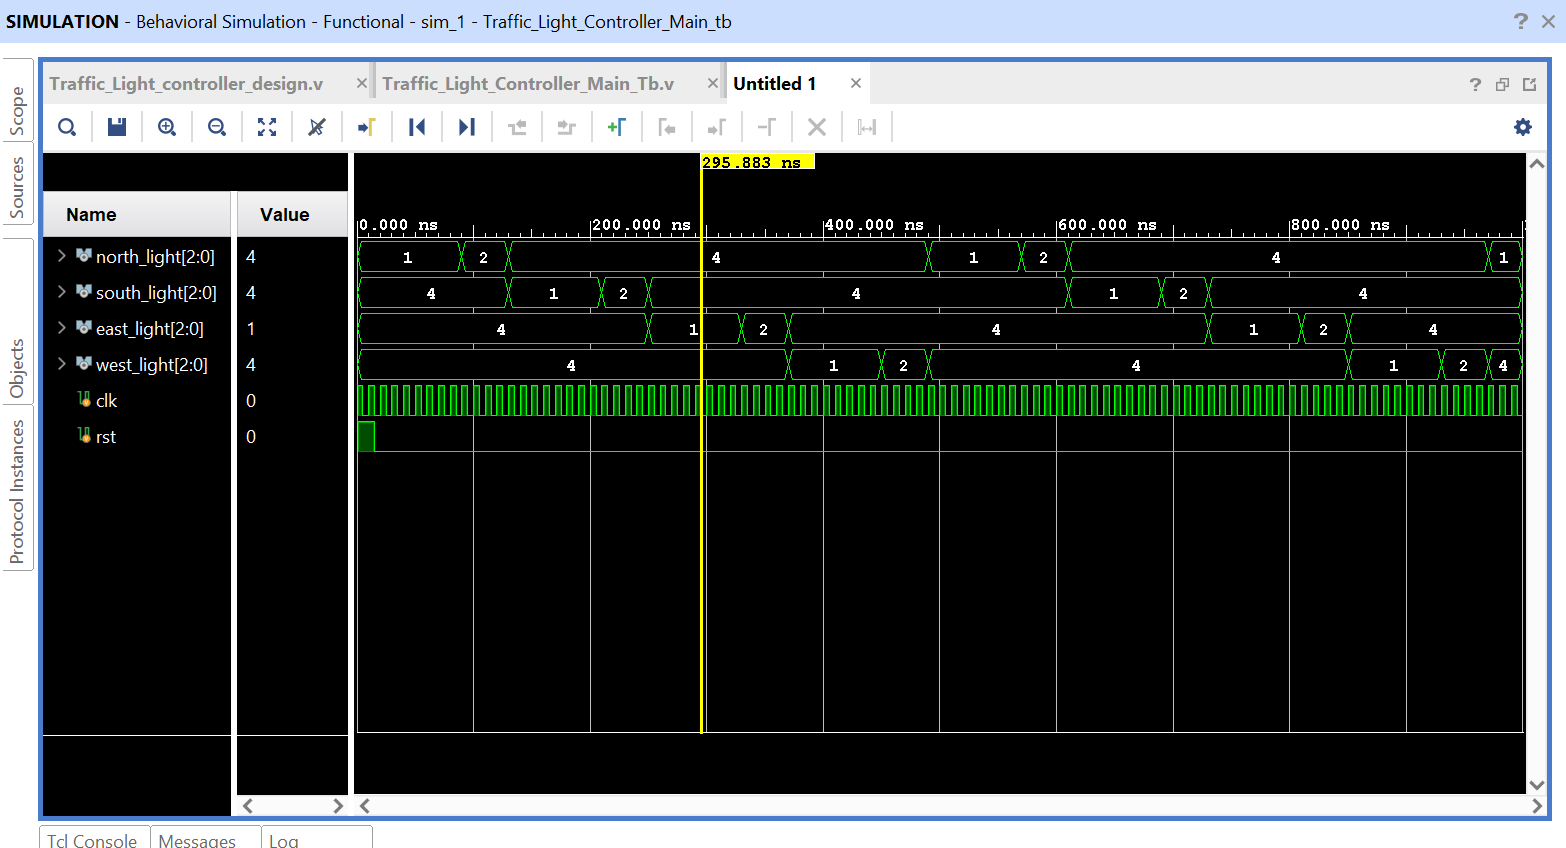 SIMULATION - Behavioral Simulation - Functional - sim_1 - Traffic_Light_Controller_Main_tb ? ×
Scope
Sources
Objects
Protocol Instances
Traffic_Light_controller_design.v × Traffic_Light_Controller_Main_Tb.v × Untitled 1 × ?
295.883 ns
Name Value 0.000 ns 200.000 ns 400.000 ns 600.000 ns 800.000 ns
north_light[2:0] 4 1 2 4 1 2 4 1
south_light[2:0] 4 4 1 2 4 1 2 4
east_light[2:0] 1 4 1 2 4 1 2 4
west_light[2:0] 4 4 1 2 4 1 2 4
clk 0
rst 0
Tcl Console Messages Log